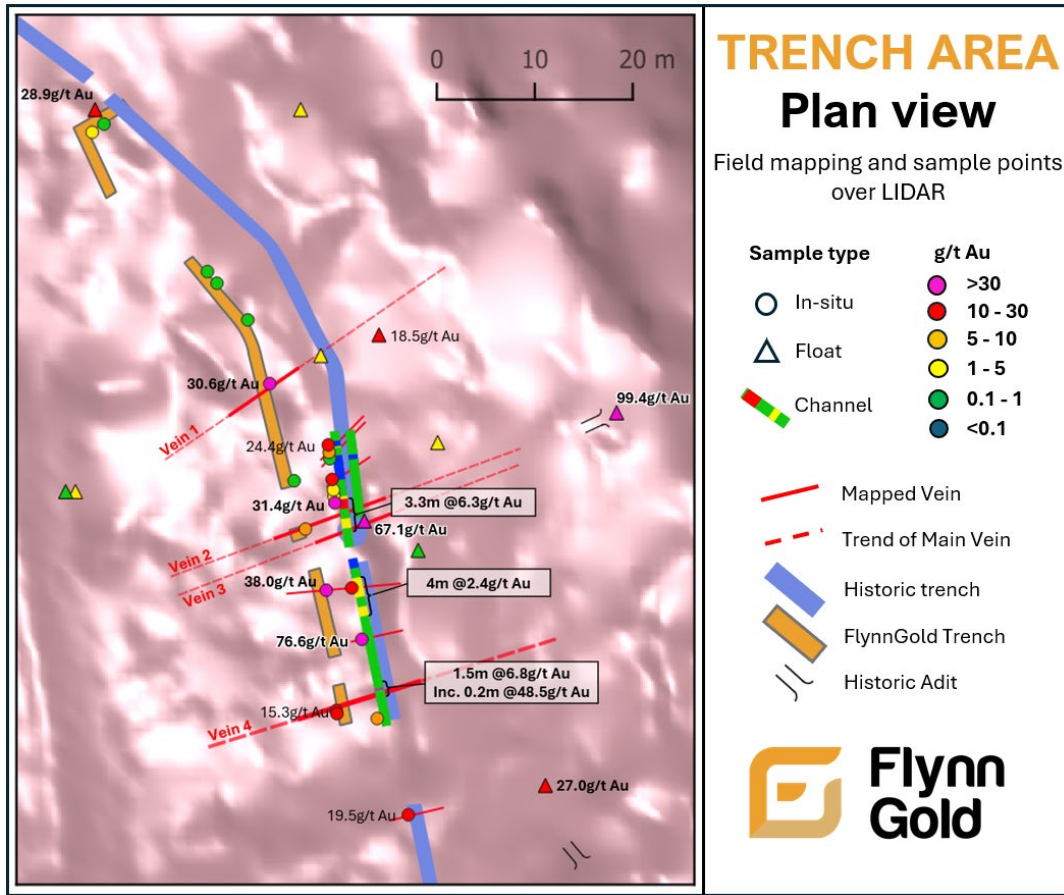 TRENCH AREA
Plan view
Field mapping and sample points
over LIDAR
Sample type
g/t Au
In-situ
Float
Channel
>30
10 - 30
5 - 10
1 - 5
0.1 - 1
<0.1
Mapped Vein
Trend of Main Vein
Historic trench
FlynnGold Trench
Historic Adit
Flynn
Gold
0 10 20 m
28.9g/t Au
18.5g/t Au
30.6g/t Au
99.4g/t Au
Vein 1
24.4g/t Au
31.4g/t Au
3.3m @6.3g/t Au
67.1g/t Au
Vein 2
Vein 3
38.0g/t Au
4m @2.4g/t Au
76.6g/t Au
1.5m @6.8g/t Au
Inc. 0.2m @48.5g/t Au
15.3g/t Au
Vein 4
27.0g/t Au
19.5g/t Au